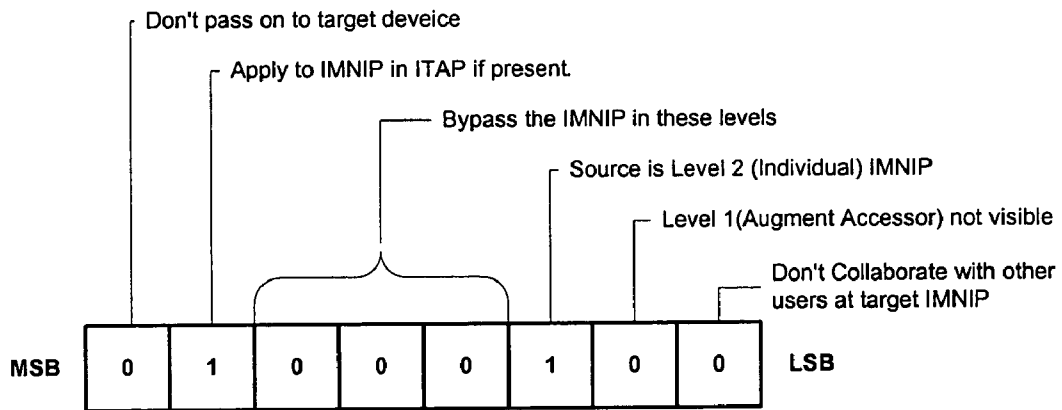 Don't pass on to target deveice
Apply to IMNIP in ITAP if present.
Bypass the IMNIP in these levels
Source is Level 2 (Individual) IMNIP
Level 1(Augment Accessor) not visible
Don't Collaborate with other
users at target IMNIP
MSB 0 1 0 0 0 1 0 0 LSB